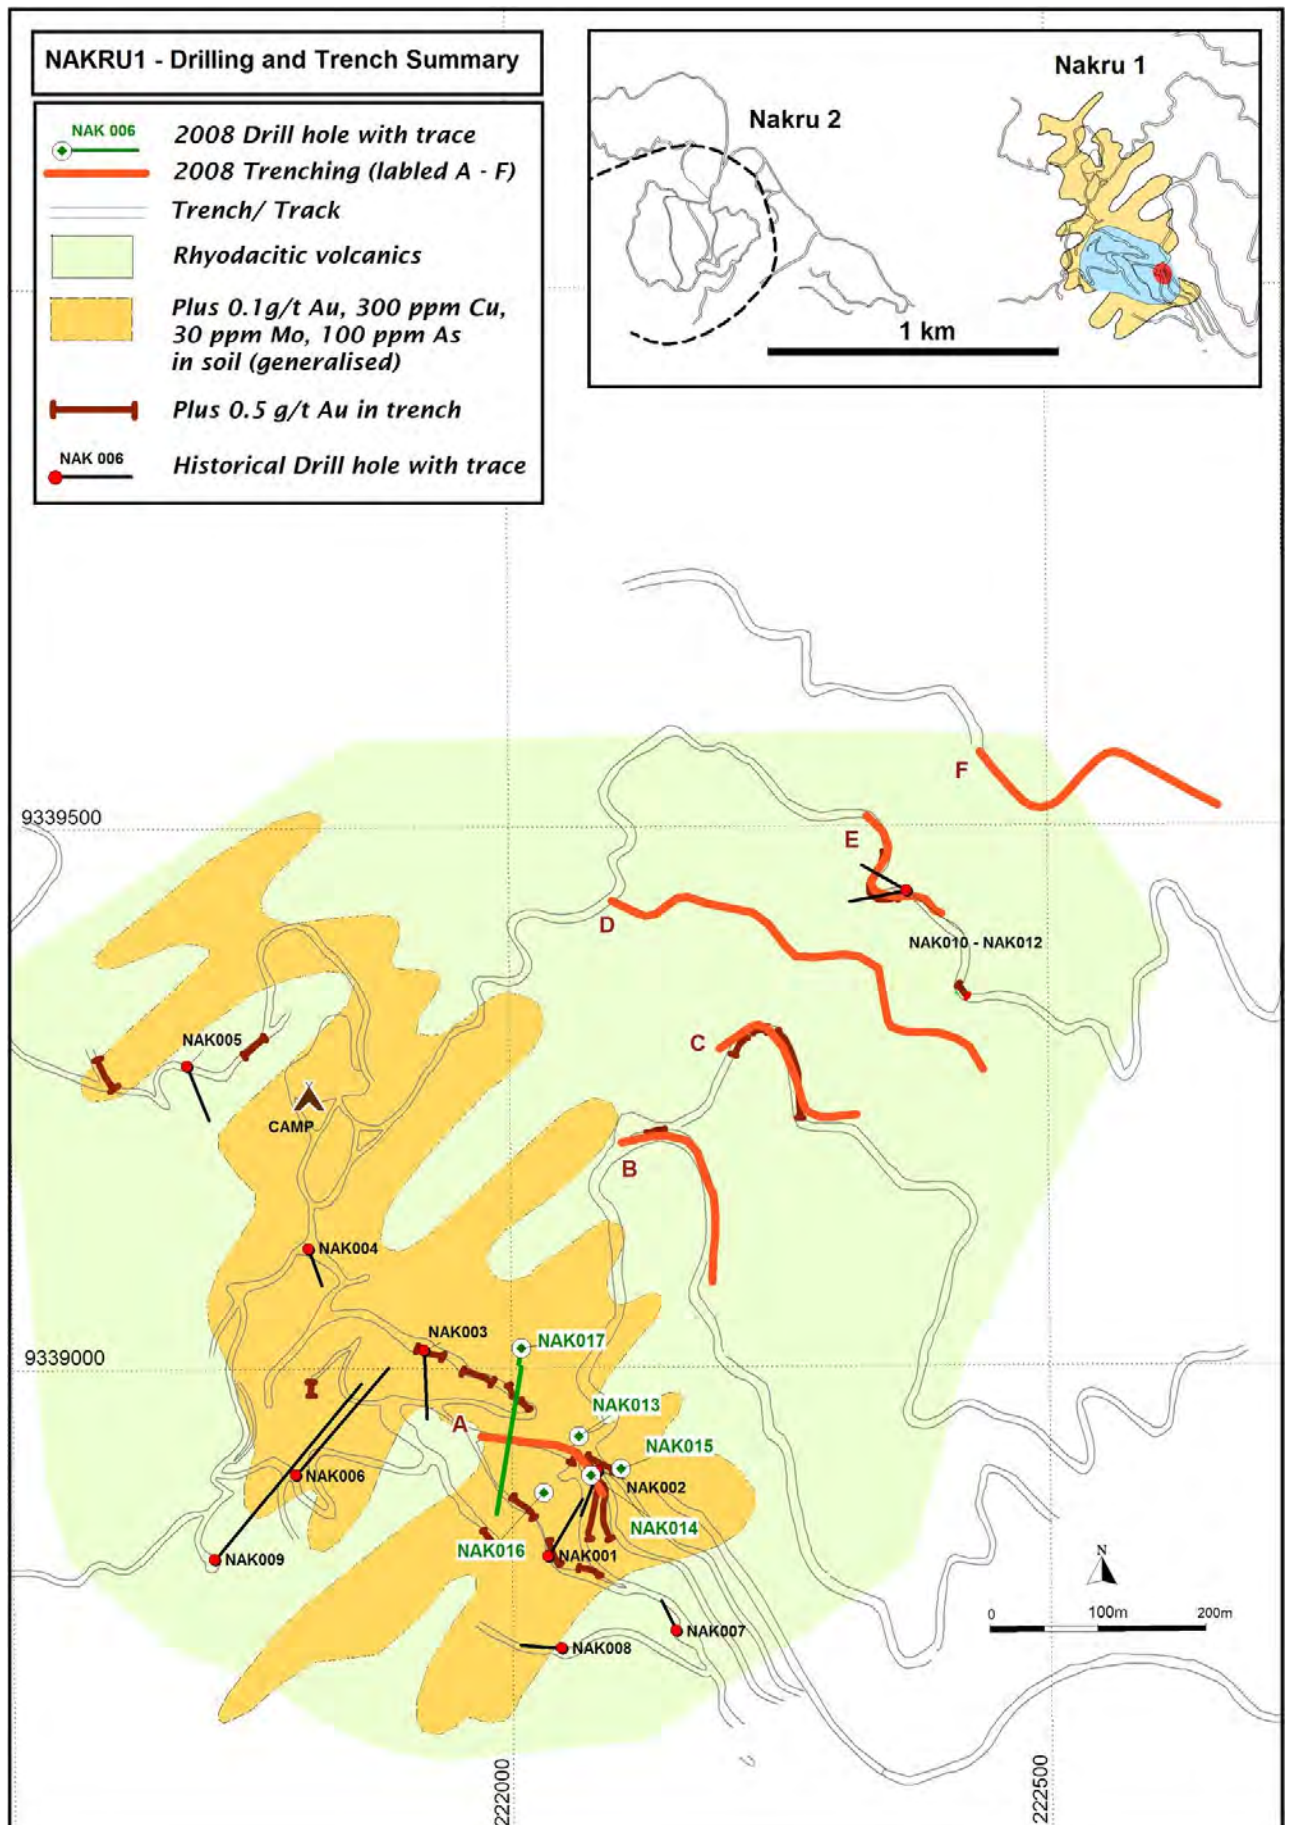 NAKRU1 - Drilling and Trench Summary
NAK 006
2008 Drill hole with trace
2008 Trenching (labled A - F)
Trench/ Track
Rhyodacitic volcanics
Plus 0.1g/t Au, 300 ppm Cu,
30 ppm Mo, 100 ppm As
in soil (generalised)
Plus 0.5 g/t Au in trench
NAK 006
Historical Drill hole with trace
Nakru 1
Nakru 2
1 km
F
9339500
E
D
NAK010 - NAK012
NAK005
C
CAMP
B
NAK004
NAK003
NAK017
9339000
NAK013
A
NAK015
NAK006
NAK002
NAK014
NAK016
NAK001
NAK009
N
0
100m
200m
NAK007
NAK008
222000
222500